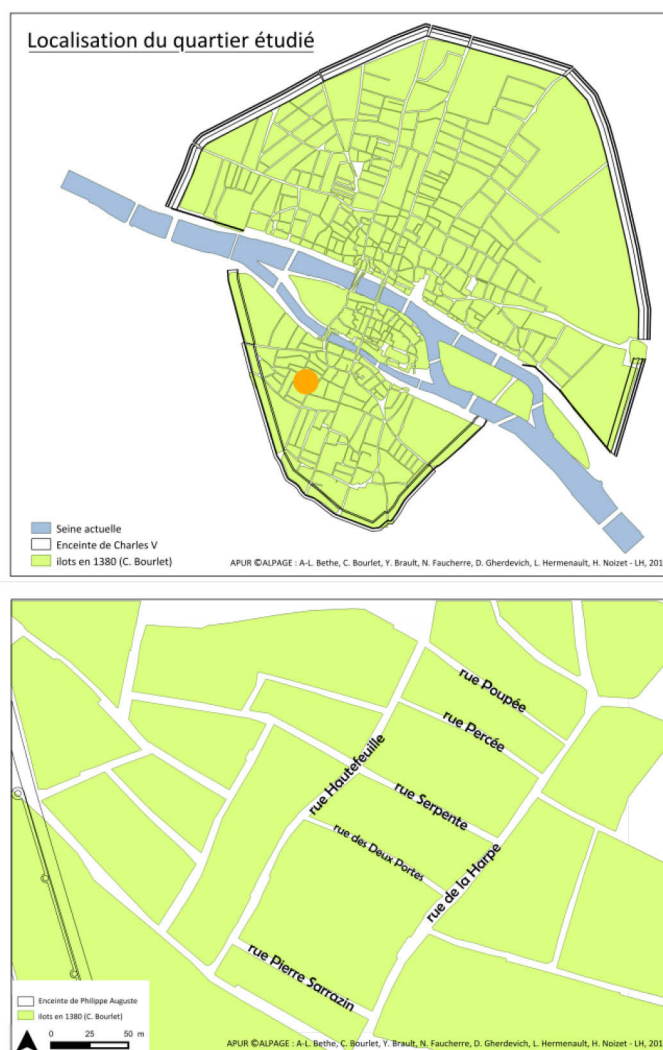 Localisation du quartier étudié
Seine actuelle
Enceinte de Charles V
ilots en 1380 (C. Bourlet)
APUR ©ALPAGE : A-L. Bethe, C. Bourlet, Y. Brault, N. Faucherre, D. Gherdevich, L. Hermenault, H. Noizet - LH, 201
rue Poupée
rue Percée
rue Hautefeuille
rue Serpente
rue des Deux Portes
rue de la Harpe
rue Pierre Sarrazin
Enceinte de Philippe Auguste
ilots en 1380 (C. Bourlet)
0 25 50 m
APUR ©ALPAGE : A-L. Bethe, C. Bourlet, Y. Brault, N. Faucherre, D. Gherdevich, L. Hermenault, H. Noizet - LH, 201